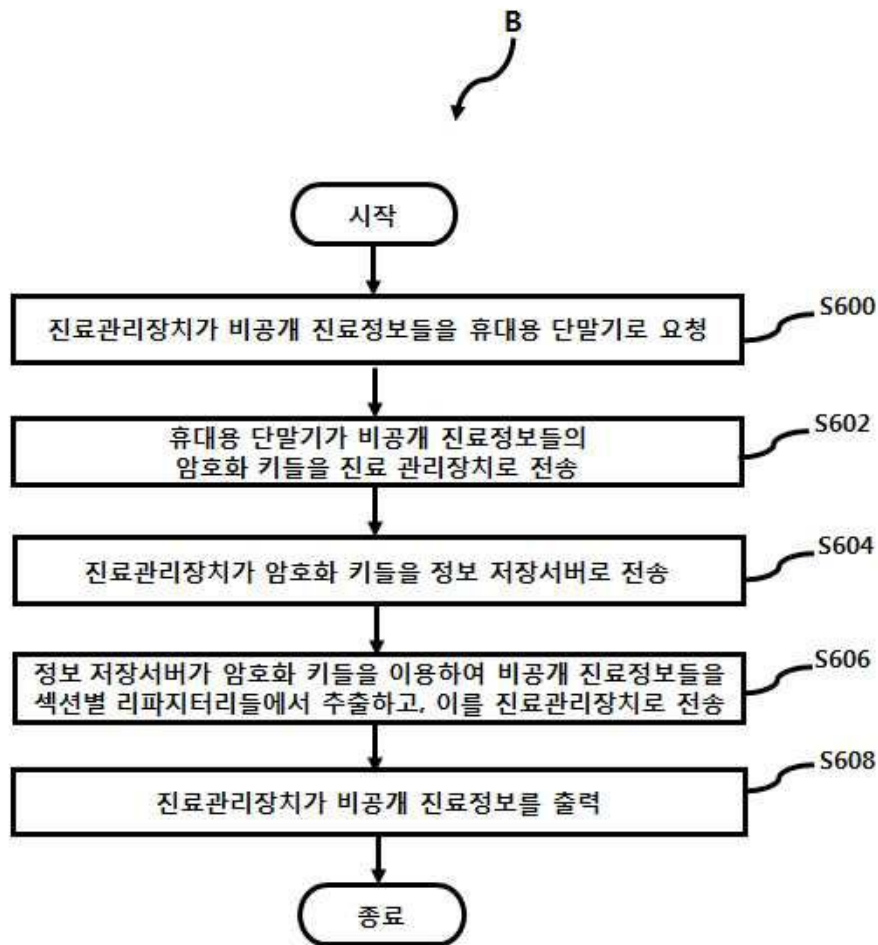 B
시작
진료관리장치가 비공개 진료정보들을 휴대용 단말기로 요청
S600
휴대용 단말기가 비공개 진료정보들의
암호화 키들을 진료 관리장치로 전송
S602
진료관리장치가 암호화 키들을 정보 저장서버로 전송
S604
정보 저장서버가 암호화 키들을 이용하여 비공개 진료정보들을
섹션별 리파지터리들에서 추출하고, 이를 진료관리장치로 전송
S606
진료관리장치가 비공개 진료정보를 출력
S608
종료